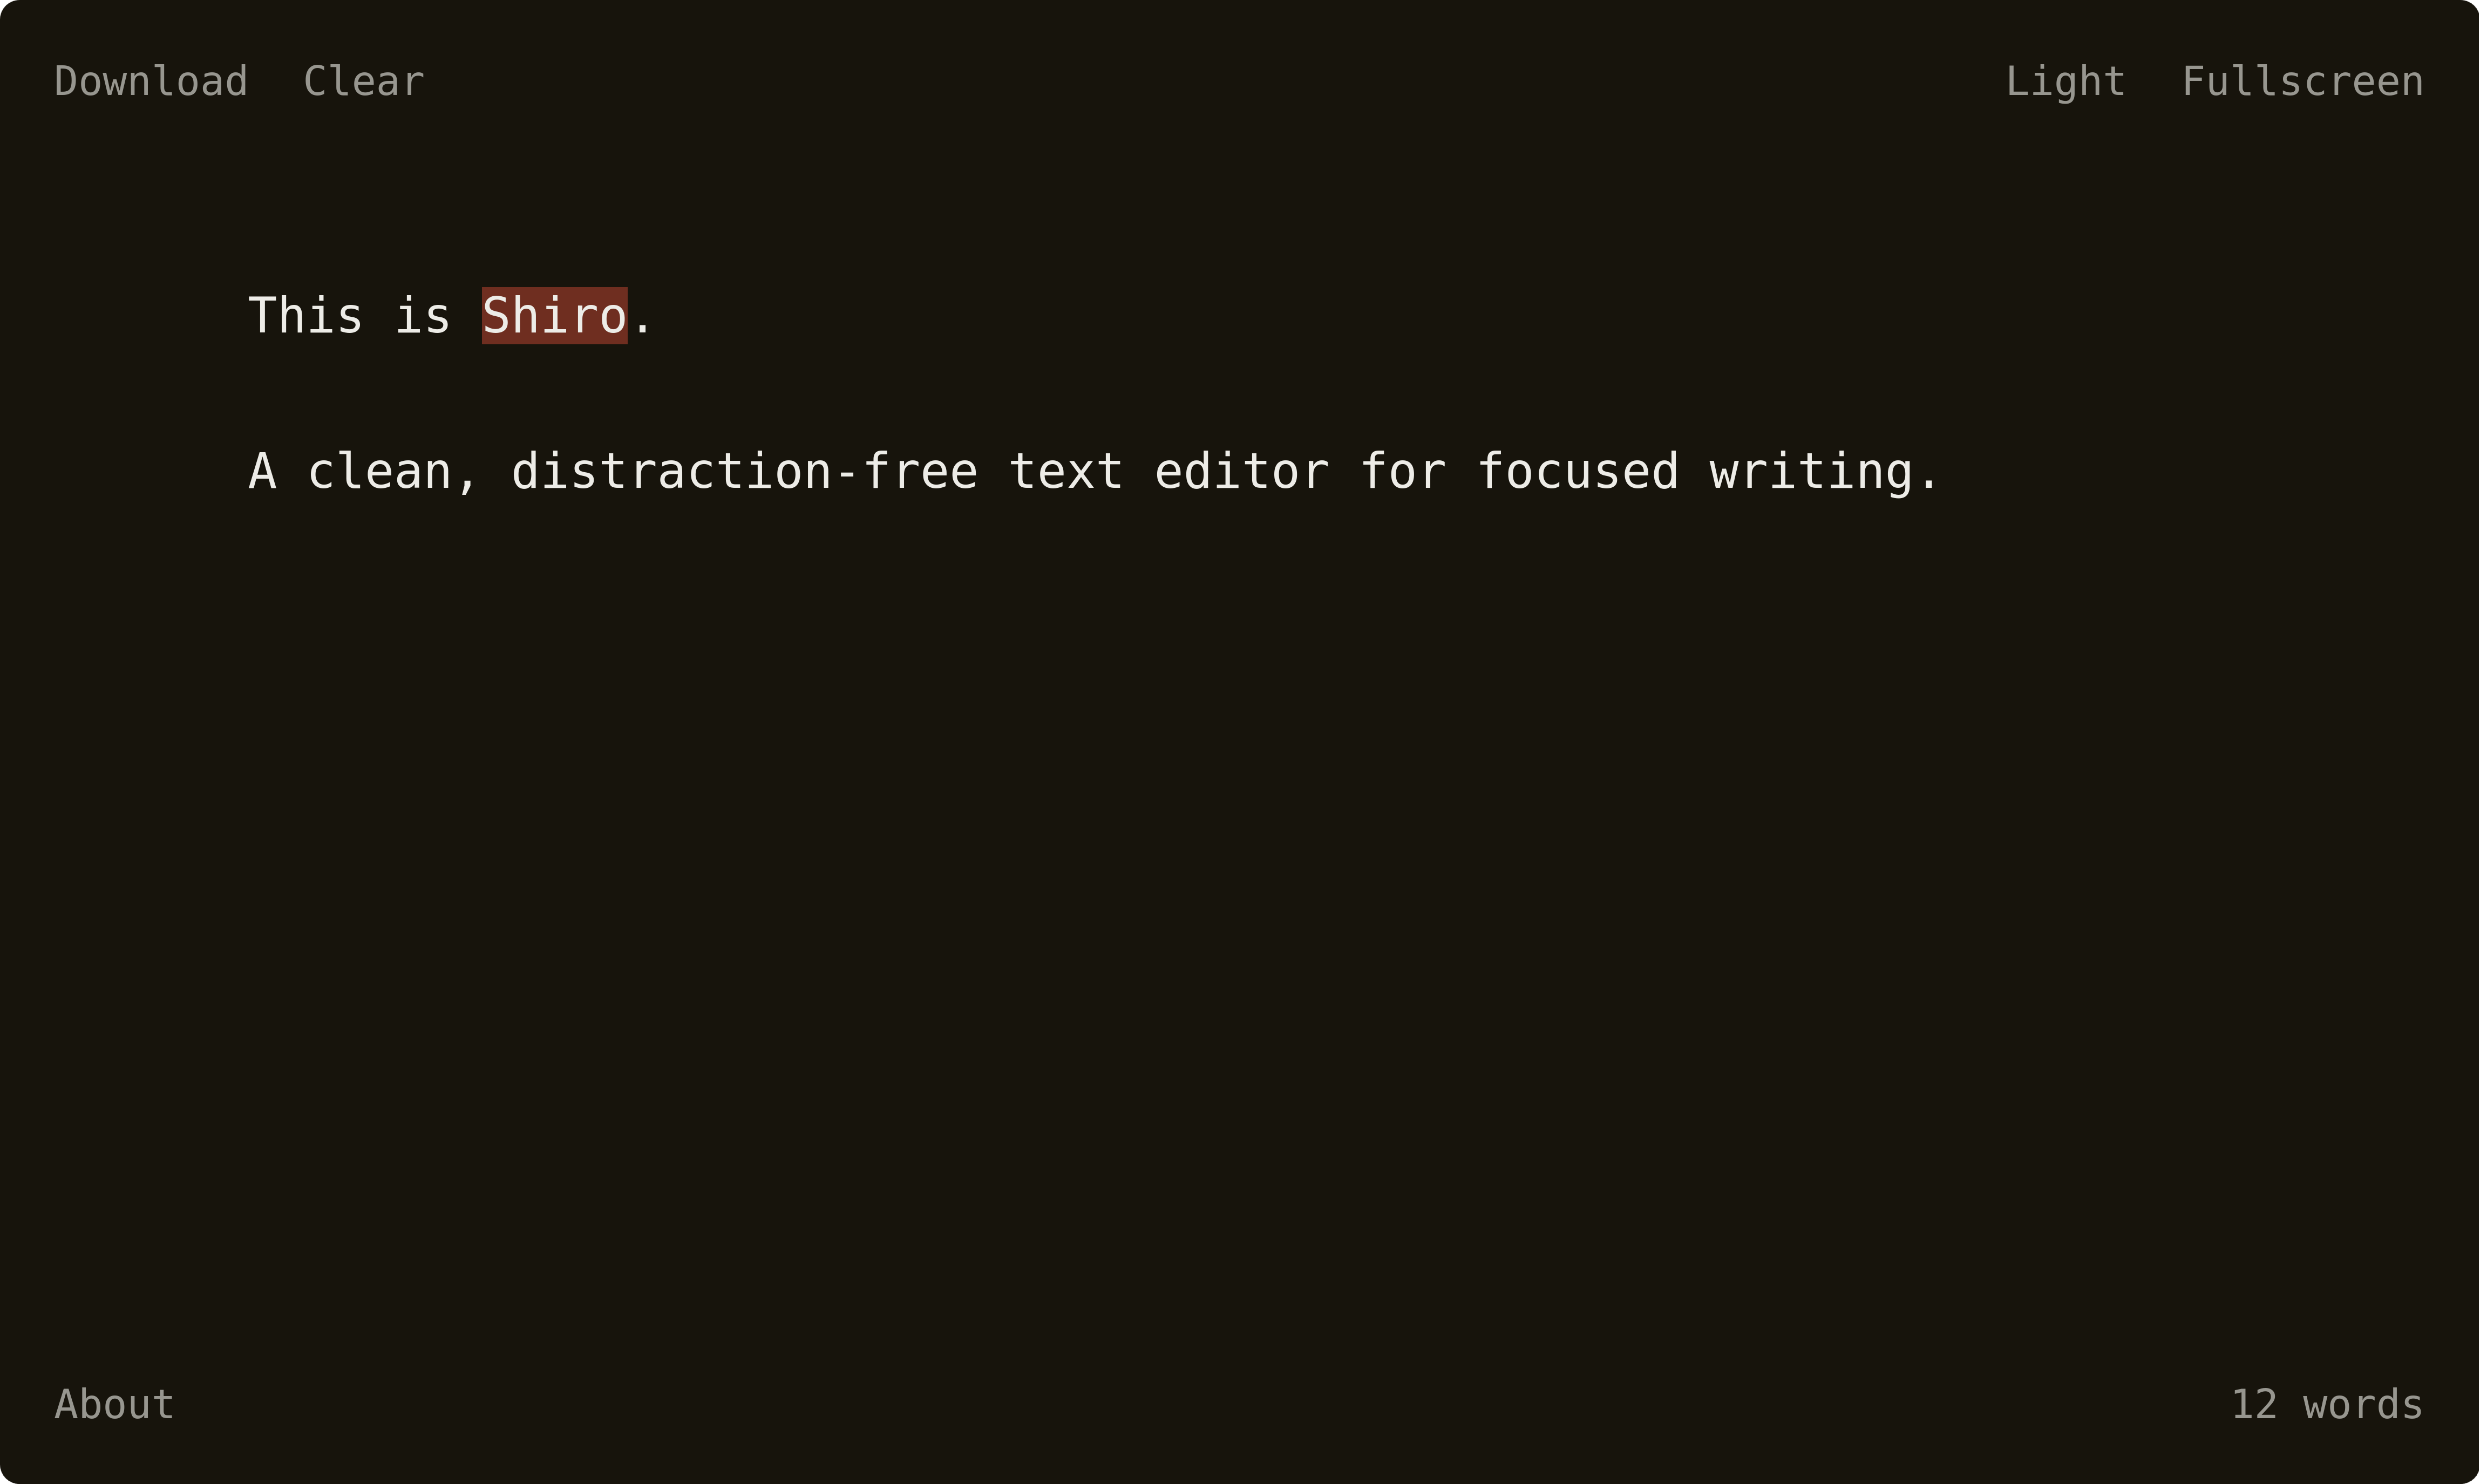 Download Clear Light Fullscreen
This is Shiro.
A clean, distraction-free text editor for focused writing.
About 12 words